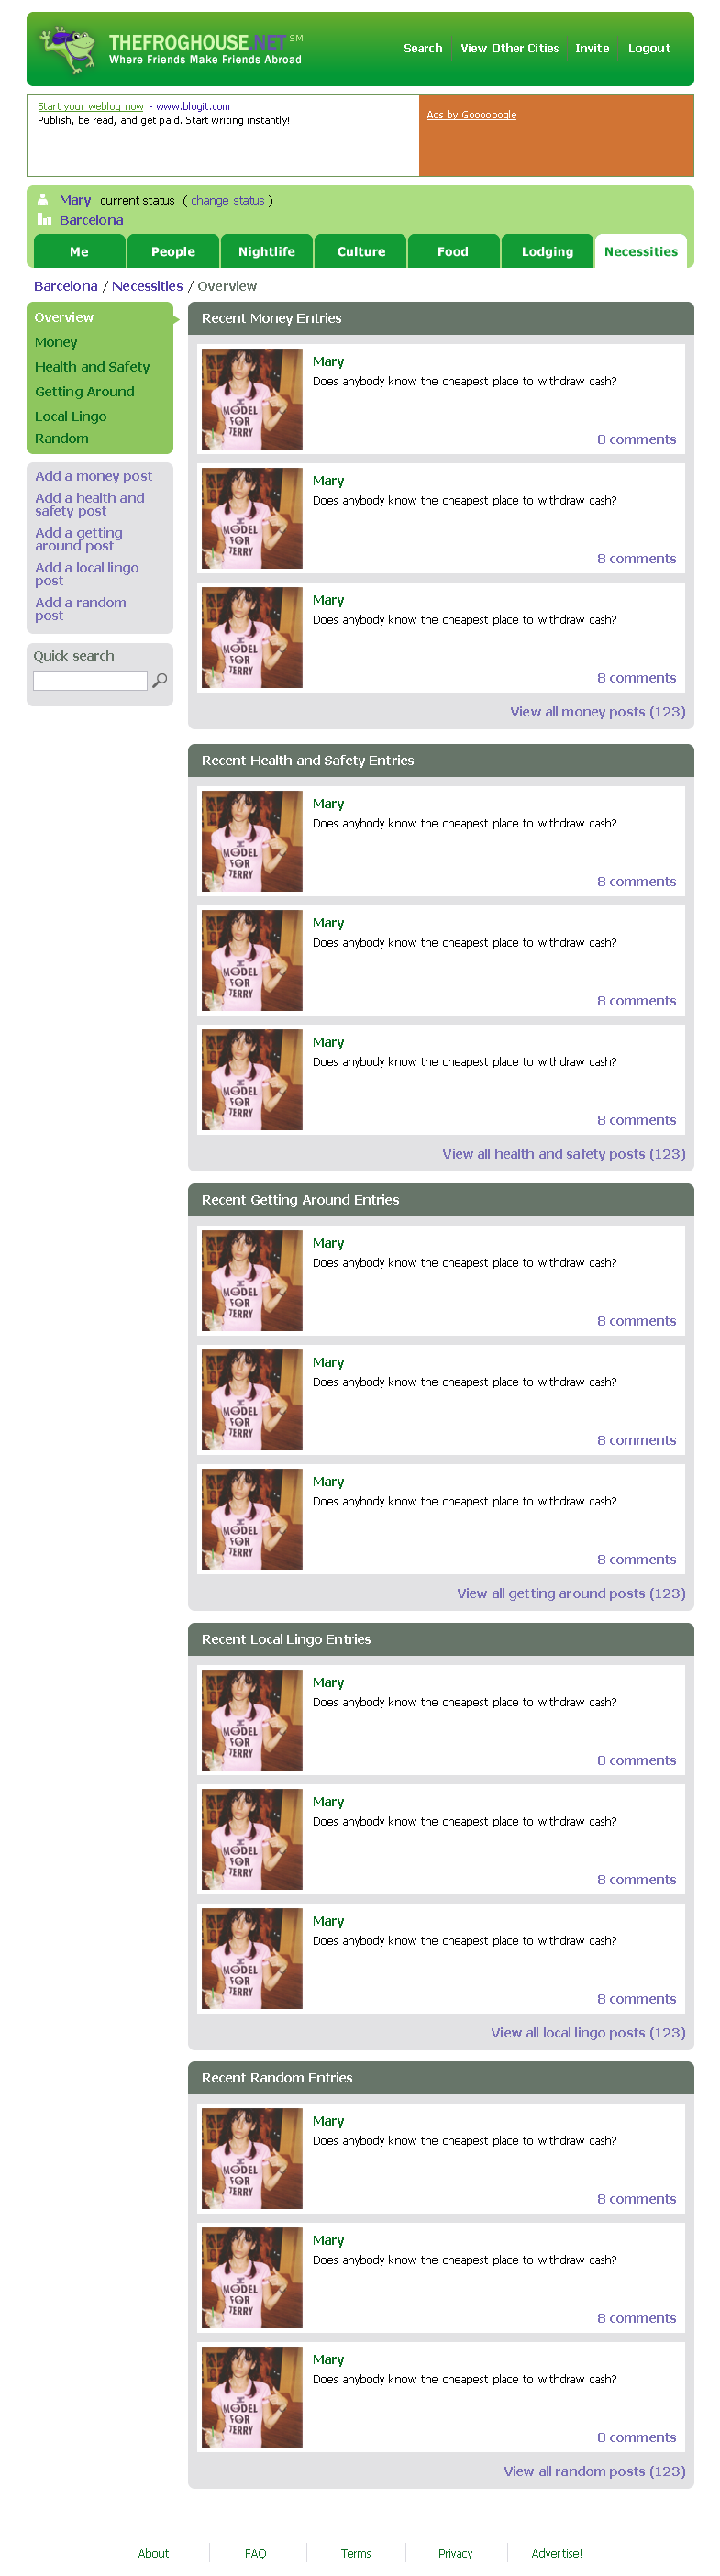 THEFROGHOUSE.NET SM
Where Friends Make Friends Abroad
Search View Other Cities Invite Logout
Start your weblog now - www.blogit.com
Publish, be read, and get paid. Start writing instantly!
Ads by Goooooogle
Mary current status ( change status )
Barcelona
Me People Nightlife Culture Food Lodging Necessities
Barcelona / Necessities / Overview
Overview
Money
Health and Safety
Getting Around
Local Lingo
Random
Add a money post
Add a health and
safety post
Add a getting
around post
Add a local lingo
post
Add a random
post
Quick search
Recent Money Entries
I MODEL FOR TERRY
Mary
Does anybody know the cheapest place to withdraw cash?
8 comments
I MODEL FOR TERRY
Mary
Does anybody know the cheapest place to withdraw cash?
8 comments
I MODEL FOR TERRY
Mary
Does anybody know the cheapest place to withdraw cash?
8 comments
View all money posts (123)
Recent Health and Safety Entries
I MODEL FOR TERRY
Mary
Does anybody know the cheapest place to withdraw cash?
8 comments
I MODEL FOR TERRY
Mary
Does anybody know the cheapest place to withdraw cash?
8 comments
I MODEL FOR TERRY
Mary
Does anybody know the cheapest place to withdraw cash?
8 comments
View all health and safety posts (123)
Recent Getting Around Entries
I MODEL FOR TERRY
Mary
Does anybody know the cheapest place to withdraw cash?
8 comments
I MODEL FOR TERRY
Mary
Does anybody know the cheapest place to withdraw cash?
8 comments
I MODEL FOR TERRY
Mary
Does anybody know the cheapest place to withdraw cash?
8 comments
View all getting around posts (123)
Recent Local Lingo Entries
I MODEL FOR TERRY
Mary
Does anybody know the cheapest place to withdraw cash?
8 comments
I MODEL FOR TERRY
Mary
Does anybody know the cheapest place to withdraw cash?
8 comments
I MODEL FOR TERRY
Mary
Does anybody know the cheapest place to withdraw cash?
8 comments
View all local lingo posts (123)
Recent Random Entries
I MODEL FOR TERRY
Mary
Does anybody know the cheapest place to withdraw cash?
8 comments
I MODEL FOR TERRY
Mary
Does anybody know the cheapest place to withdraw cash?
8 comments
I MODEL FOR TERRY
Mary
Does anybody know the cheapest place to withdraw cash?
8 comments
View all random posts (123)
About FAQ Terms Privacy Advertise!